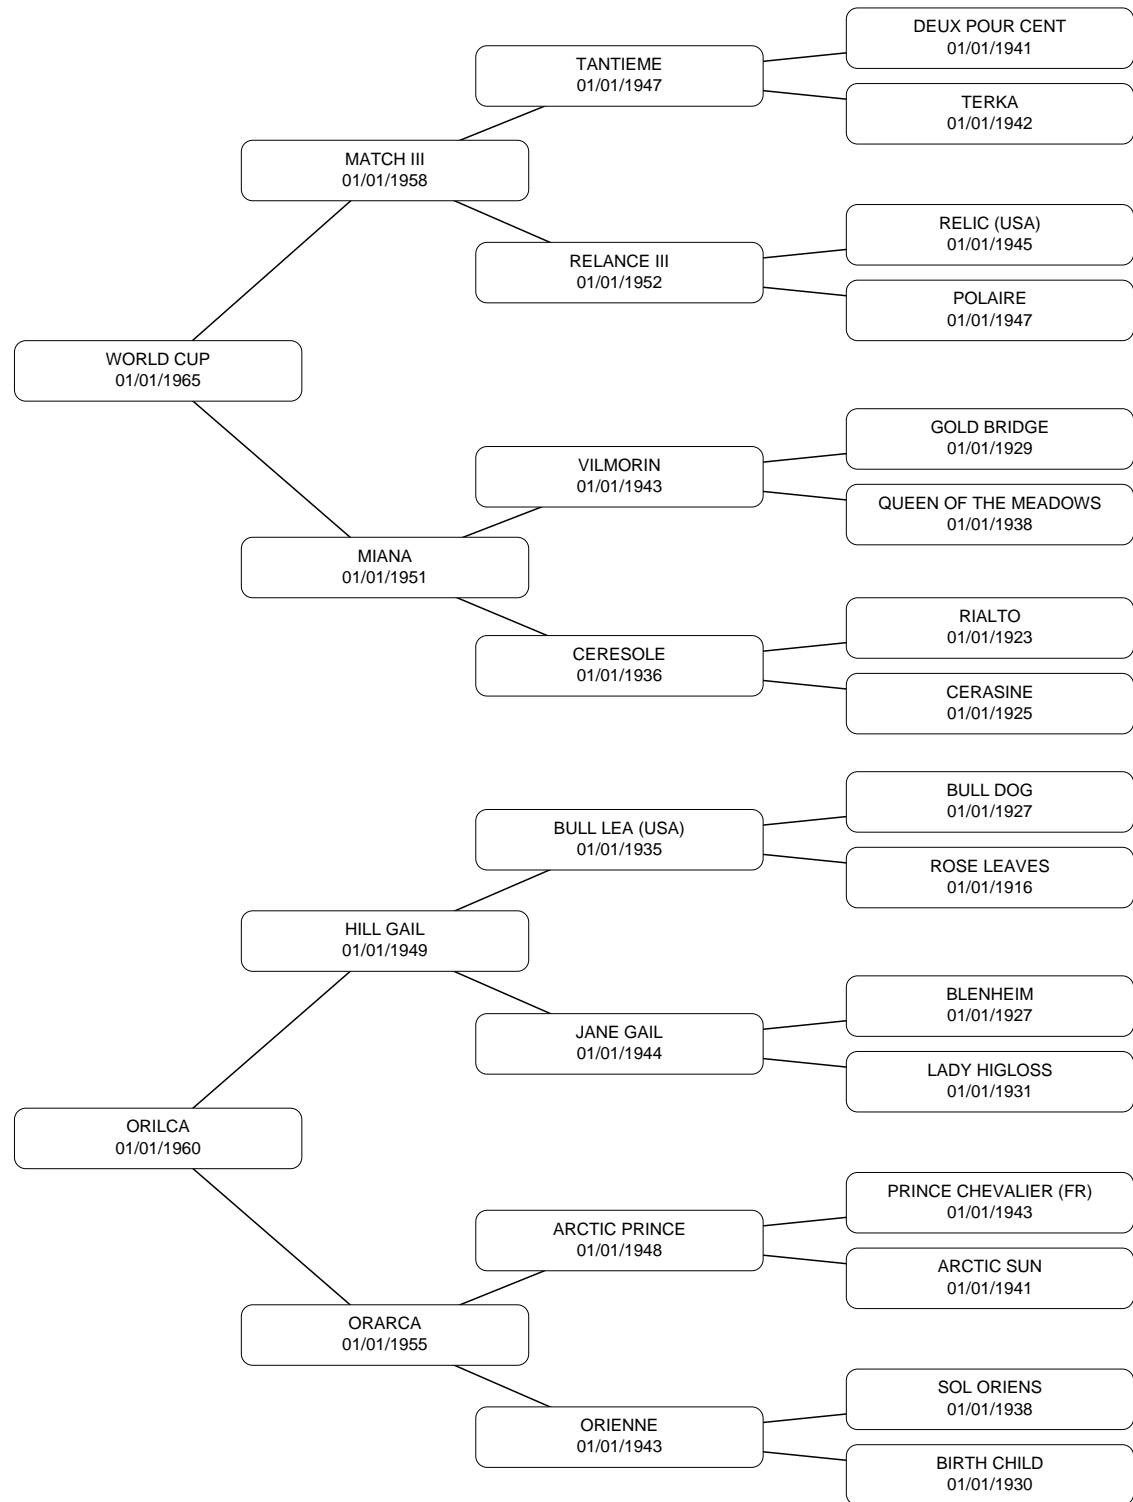 DEUX POUR CENT
01/01/1941
TANTIEME
01/01/1947
TERKA
01/01/1942
MATCH III
01/01/1958
RELIC (USA)
01/01/1945
RELANCE III
01/01/1952
POLAIRE
01/01/1947
WORLD CUP
01/01/1965
GOLD BRIDGE
01/01/1929
VILMORIN
01/01/1943
QUEEN OF THE MEADOWS
01/01/1938
MIANA
01/01/1951
RIALTO
01/01/1923
CERESOLE
01/01/1936
CERASINE
01/01/1925
BULL DOG
01/01/1927
BULL LEA (USA)
01/01/1935
ROSE LEAVES
01/01/1916
HILL GAIL
01/01/1949
BLENHEIM
01/01/1927
JANE GAIL
01/01/1944
LADY HIGLOSS
01/01/1931
ORILCA
01/01/1960
PRINCE CHEVALIER (FR)
01/01/1943
ARCTIC PRINCE
01/01/1948
ARCTIC SUN
01/01/1941
ORARCA
01/01/1955
SOL ORIENS
01/01/1938
ORIENNE
01/01/1943
BIRTH CHILD
01/01/1930